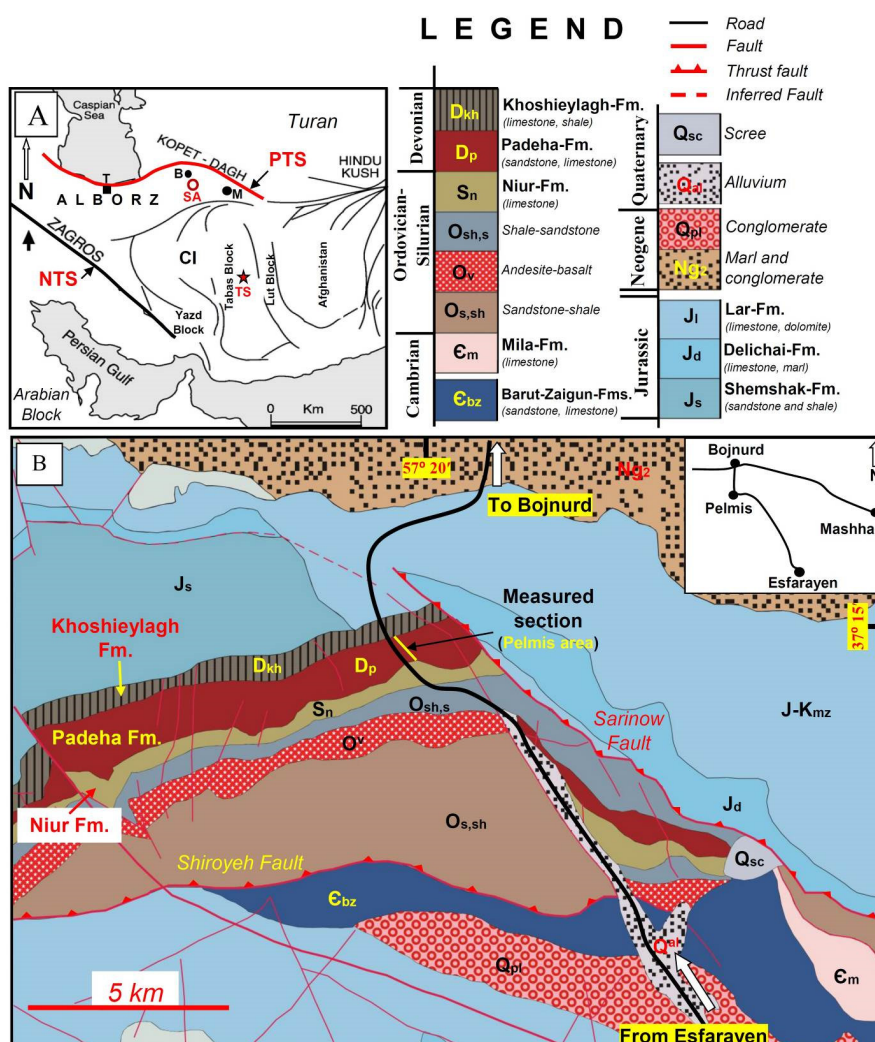 L E G E N D
Road
Fault
Thrust fault
Inferred Fault
A
Caspian
Sea
Turan
N
KOPET-DAGH
PTS
HINDU
KUSH
T
B
SA
M
A L B O R Z
ZAGROS
NTS
CI
Tabas Block
Lut Block
Afghanistan
TS
Yazd
Block
Persian Gulf
Arabian
Block
0 Km 500
Devonian
Dkh
Khoshieylagh-Fm.
(limestone, shale)
Dp
Padeha-Fm.
(sandstone, limestone)
Ordovician-
Silurian
Sn
Niur-Fm.
(limestone)
Osh,s
Shale-sandstone
Ov
Andesite-basalt
Os,sh
Sandstone-shale
Cambrian
Єm
Mila-Fm.
(limestone)
Єbz
Barut-Zaigun-Fms.
(sandstone, limestone)
Quaternary
Qsc
Scree
Qal
Alluvium
Neogene
Qpl
Conglomerate
Ng2
Marl and
conglomerate
Jurassic
Jl
Lar-Fm.
(limestone, dolomite)
Jd
Delichai-Fm.
(limestone, marl)
Js
Shemshak-Fm.
(sandstone and shale)
B
57° 20'
Ng2
To Bojnurd
Bojnurd
N
Pelmis
Mashha
Esfarayen
37° 15'
Js
Measured
section
(Pelmis area)
Khoshieylagh
Fm.
Dkh
Dp
J-Kmz
Sn
Osh,s
Sarinow
Fault
Padeha Fm.
Ov
Niur Fm.
Os,sh
Jd
Qsc
Shiroyeh Fault
Єbz
Qal
Qpl
Єm
5 km
From Esfarayen